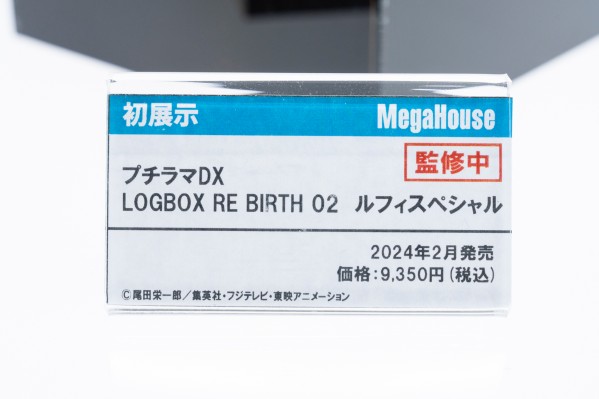 初展示 MegaHouse
監修中
プチラマDX
LOGBOX RE BIRTH 02 ルフィスペシャル
2024年2月発売
価格:9,350円(税込)
©尾田栄一郎/集英社・フジテレビ・東映アニメーション